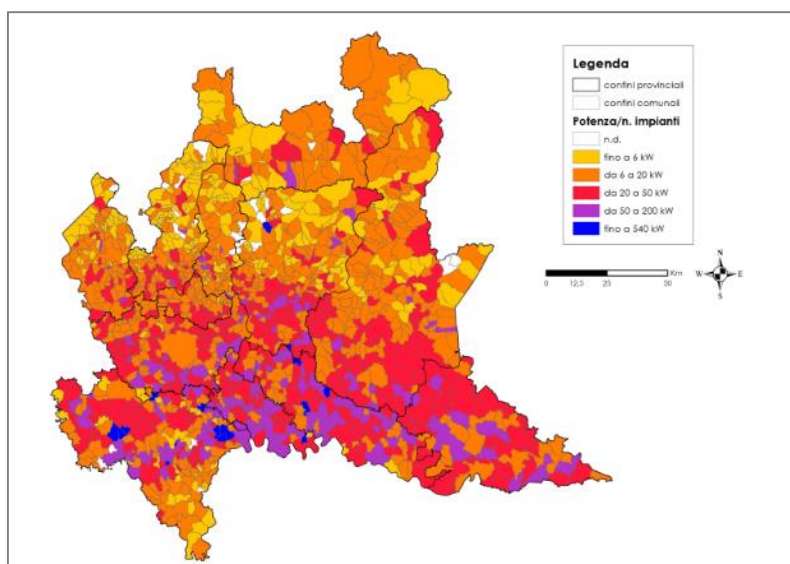 Legenda
confini provinciali
confini comunali
Potenza/n. impianti
n.d.
fino a 6 kW
da 6 a 20 kW
da 20 a 50 kW
da 50 a 200 kW
fino a 540 kW
N
W E
S
Km
0 12,5 25 50